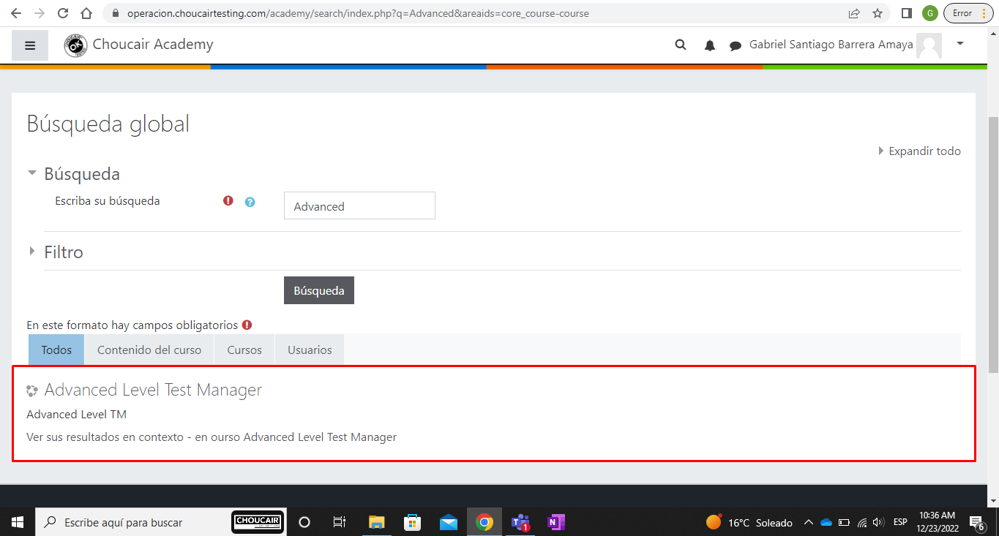 operacion.choucairtesting.com/academy/search/index.php?q=Advanced&areaids=core_course-course
G
Error
Choucair Academy
Gabriel Santiago Barrera Amaya
Búsqueda global
Expandir todo
Búsqueda
Escriba su búsqueda
Advanced
Filtro
Búsqueda
En este formato hay campos obligatorios
Todos Contenido del curso Cursos Usuarios
Advanced Level Test Manager
Advanced Level TM
Ver sus resultados en contexto - en ourso Advanced Level Test Manager
Escribe aquí para buscar
CHOUCAIR
16°C Soleado
ESP
10:36 AM
12/23/2022
6